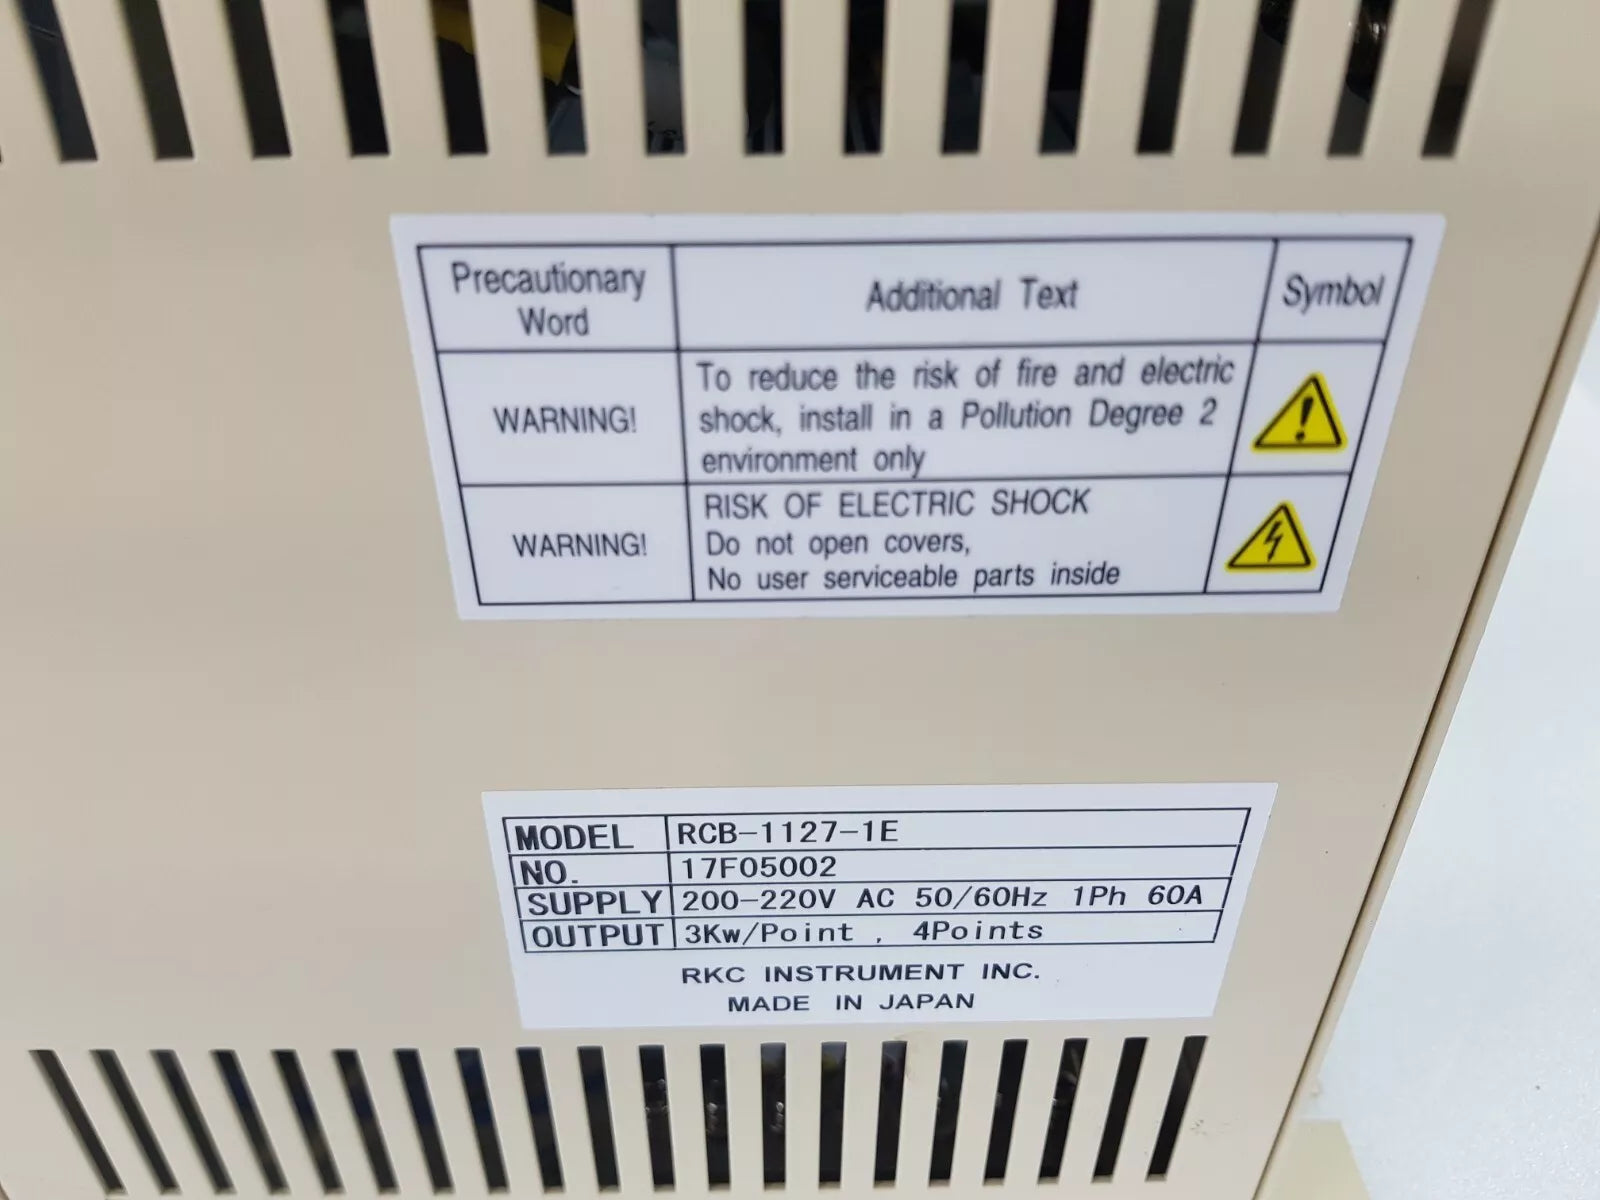 Precautionary Word Additional Text Symbol
WARNING! To reduce the risk of fire and electric
shock, install in a Pollution Degree 2
environment only
WARNING! RISK OF ELECTRIC SHOCK
Do not open covers,
No user serviceable parts inside
MODEL RCB-1127-1E
NO. 17F05002
SUPPLY 200-220V AC 50/60Hz 1Ph 60A
OUTPUT 3Kw/Point , 4Points
RKC INSTRUMENT INC.
MADE IN JAPAN